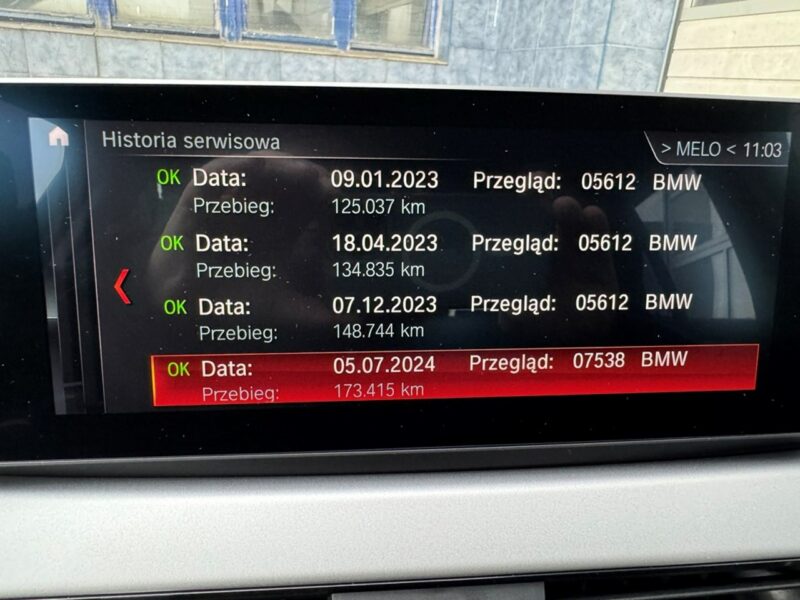 Historia serwisowa
> MELO < 11:03
OK Data: 09.01.2023 Przegląd: 05612 BMW
Przebieg: 125.037 km
OK Data: 18.04.2023 Przegląd: 05612 BMW
Przebieg: 134.835 km
OK Data: 07.12.2023 Przegląd: 05612 BMW
Przebieg: 148.744 km
OK Data: 05.07.2024 Przegląd: 07538 BMW
Przebieg: 173.415 km